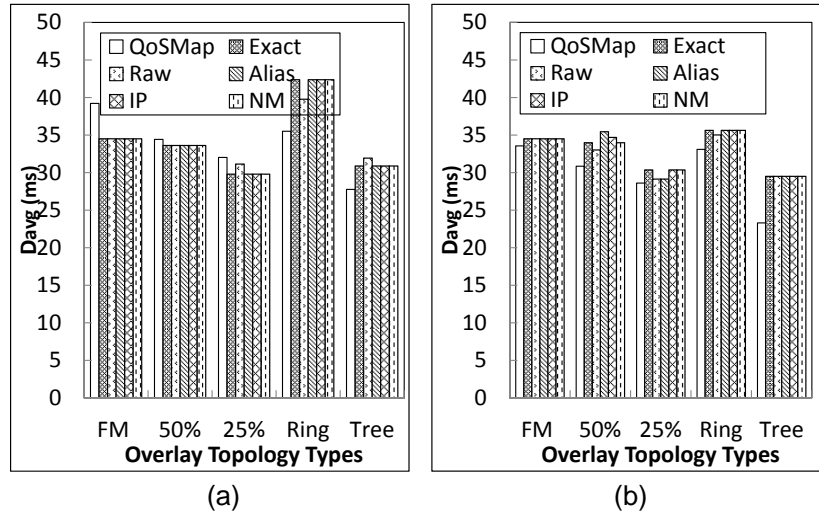 50
45
40
35
30
25
20
15
10
5
0
Davg (ms)
QoSMap Exact
Raw Alias
IP NM
FM 50% 25% Ring Tree
Overlay Topology Types
(a)
50
45
40
35
30
25
20
15
10
5
0
Davg (ms)
QoSMap Exact
Raw Alias
IP NM
FM 50% 25% Ring Tree
Overlay Topology Types
(b)